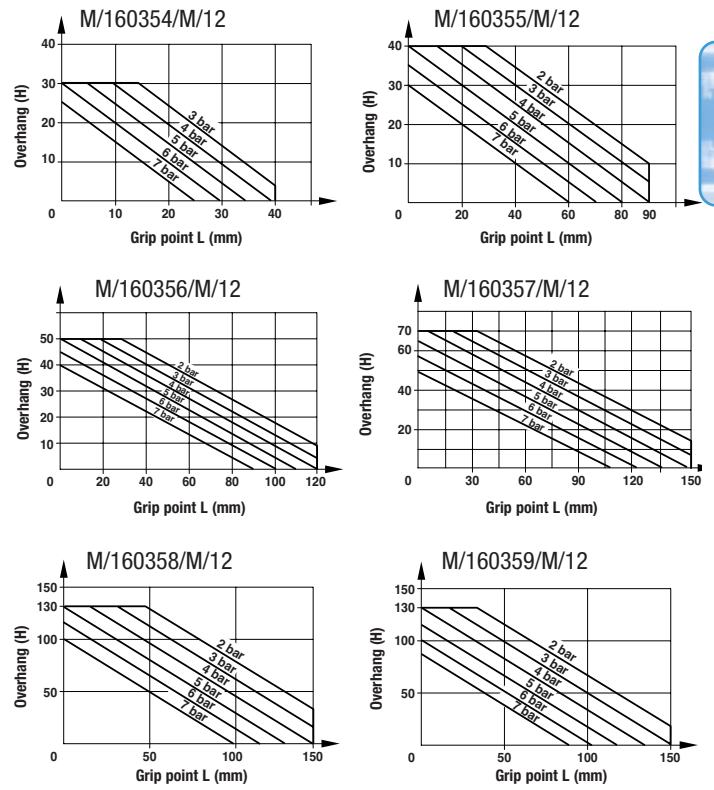 M/160354/M/12
40
30
20
10
0
10
20
30
40
Overhang (H)
Grip point L (mm)
3 bar
4 bar
5 bar
6 bar
7 bar
M/160355/M/12
40
30
20
10
0
20
40
60
80
90
Overhang (H)
Grip point L (mm)
2 bar
3 bar
4 bar
5 bar
6 bar
7 bar
M/160356/M/12
50
40
30
20
10
0
20
40
60
80
100
120
Overhang (H)
Grip point L (mm)
2 bar
3 bar
4 bar
5 bar
6 bar
7 bar
M/160357/M/12
70
60
40
20
0
30
60
90
120
150
Overhang (H)
Grip point L (mm)
2 bar
3 bar
4 bar
5 bar
6 bar
7 bar
M/160358/M/12
150
130
100
50
0
50
100
150
Overhang (H)
Grip point L (mm)
2 bar
3 bar
4 bar
5 bar
6 bar
7 bar
M/160359/M/12
150
130
100
50
0
50
100
150
Overhang (H)
Grip point L (mm)
2 bar
3 bar
4 bar
5 bar
6 bar
7 bar